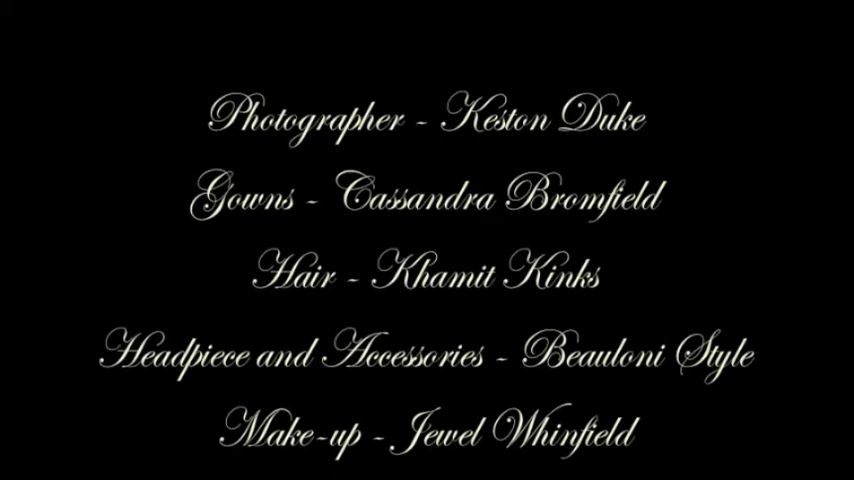 Photographer - Keston Duke
Gowns - Cassandra Bromfield
Hair - Khamit Kinks
Headpiece and Accessories - Beauloni Style
Make-up - Jewel Whinfield